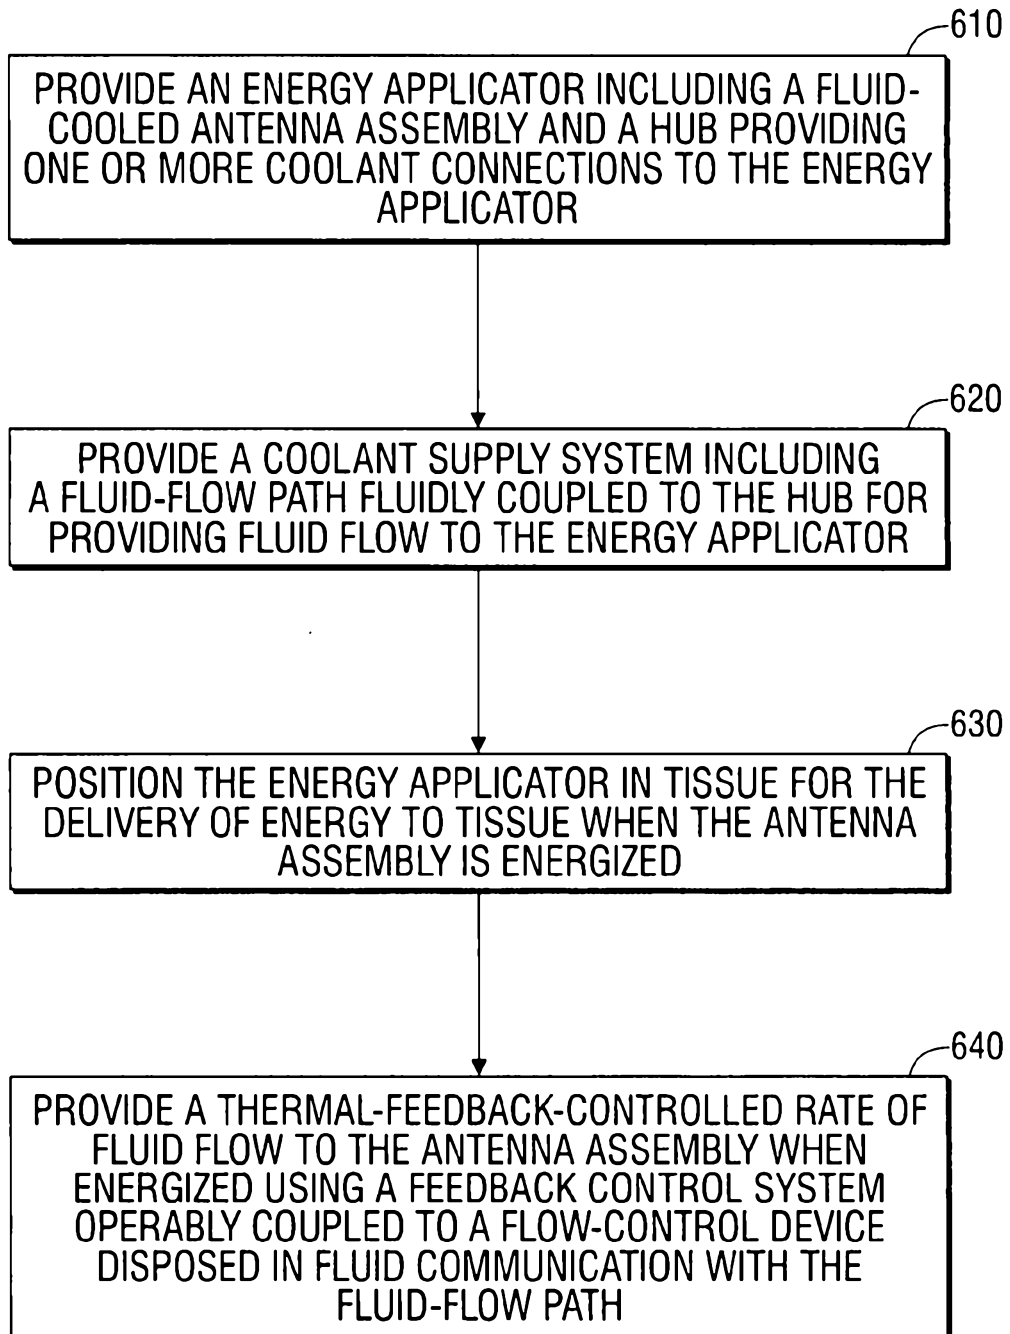 610
PROVIDE AN ENERGY APPLICATOR INCLUDING A FLUID-
COOLED ANTENNA ASSEMBLY AND A HUB PROVIDING
ONE OR MORE COOLANT CONNECTIONS TO THE ENERGY
APPLICATOR
620
PROVIDE A COOLANT SUPPLY SYSTEM INCLUDING
A FLUID-FLOW PATH FLUIDLY COUPLED TO THE HUB FOR
PROVIDING FLUID FLOW TO THE ENERGY APPLICATOR
630
POSITION THE ENERGY APPLICATOR IN TISSUE FOR THE
DELIVERY OF ENERGY TO TISSUE WHEN THE ANTENNA
ASSEMBLY IS ENERGIZED
640
PROVIDE A THERMAL-FEEDBACK-CONTROLLED RATE OF
FLUID FLOW TO THE ANTENNA ASSEMBLY WHEN
ENERGIZED USING A FEEDBACK CONTROL SYSTEM
OPERABLY COUPLED TO A FLOW-CONTROL DEVICE
DISPOSED IN FLUID COMMUNICATION WITH THE
FLUID-FLOW PATH